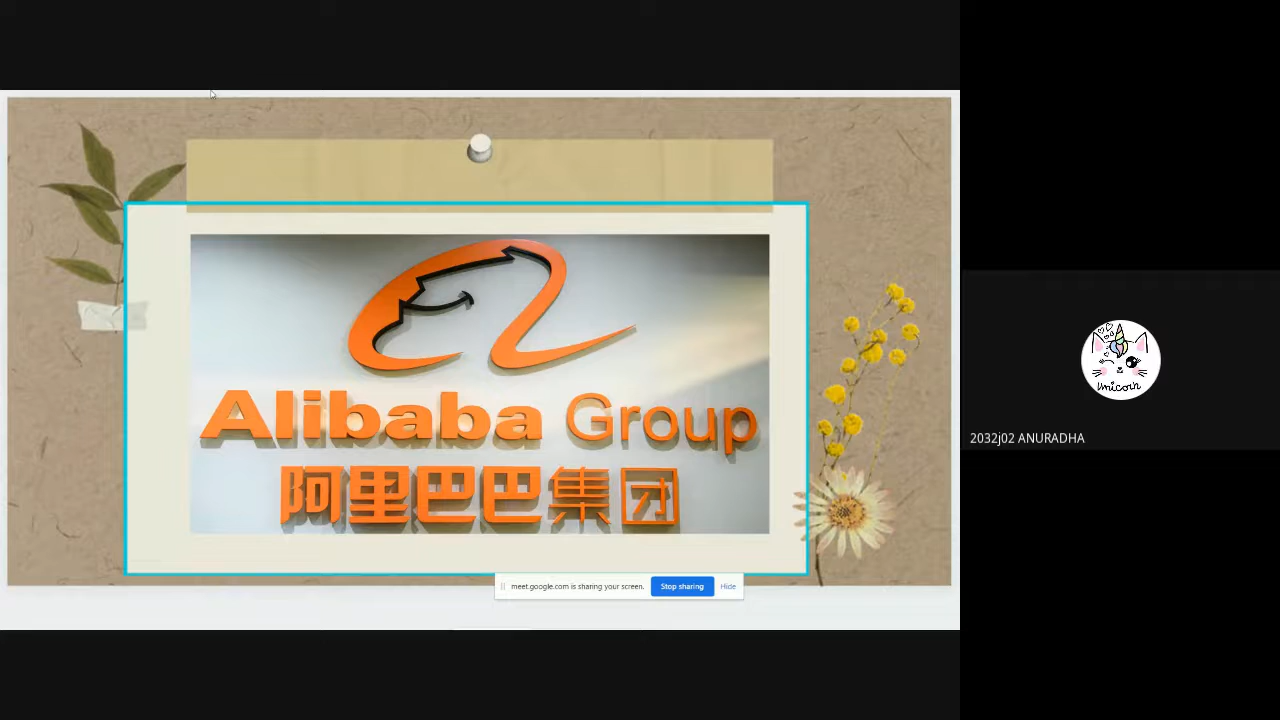 Alibaba Group
阿里巴巴集团
meet.google.com is sharing your screen.
Stop sharing
Hide
Unicorn
2032j02 ANURADHA